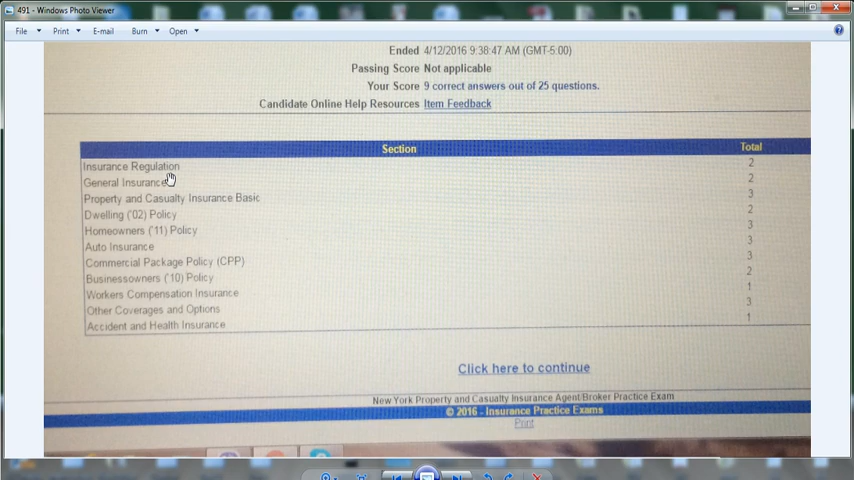 491 - Windows Photo Viewer
File Print E-mail Burn Open
Ended 4/12/2016 9:38:47 AM (GMT-5:00)
Passing Score Not applicable
Your Score 9 correct answers out of 25 questions.
Candidate Online Help Resources Item Feedback
Section Total
Insurance Regulation 2
General Insurance 2
Property and Casualty Insurance Basic 3
Dwelling ('02) Policy 2
Homeowners ('11) Policy 3
Auto Insurance 3
Commercial Package Policy (CPP) 3
Businessowners ('10) Policy 2
Workers Compensation Insurance 1
Other Coverages and Options 3
Accident and Health Insurance 1
Click here to continue
New York Property and Casualty Insurance Agent/Broker Practice Exam
© 2016 - Insurance Practice Exams
Print